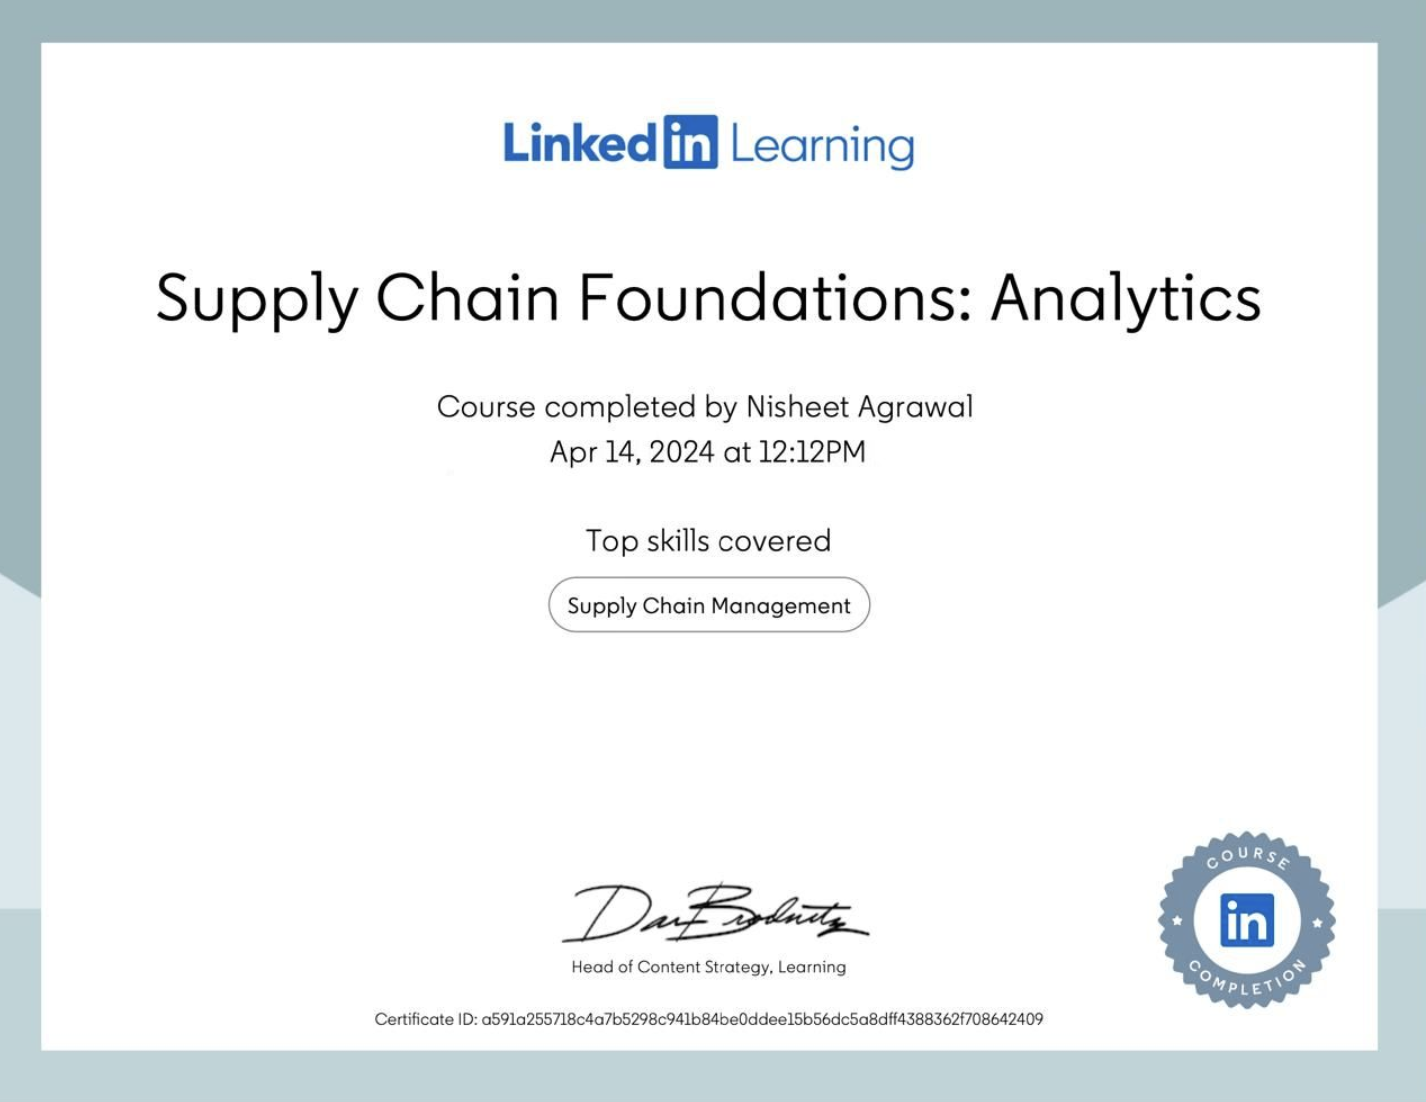 Linked in Learning
Supply Chain Foundations: Analytics
Course completed by Nisheet Agrawal
Apr 14, 2024 at 12:12PM
Top skills covered
Supply Chain Management
Dan Brodnitz
Head of Content Strategy, Learning
COURSE
in
COMPLETION
Certificate ID: a591a255718c4a7b5298c941b84be0ddee15b56dc5a8dff4388362f708642409